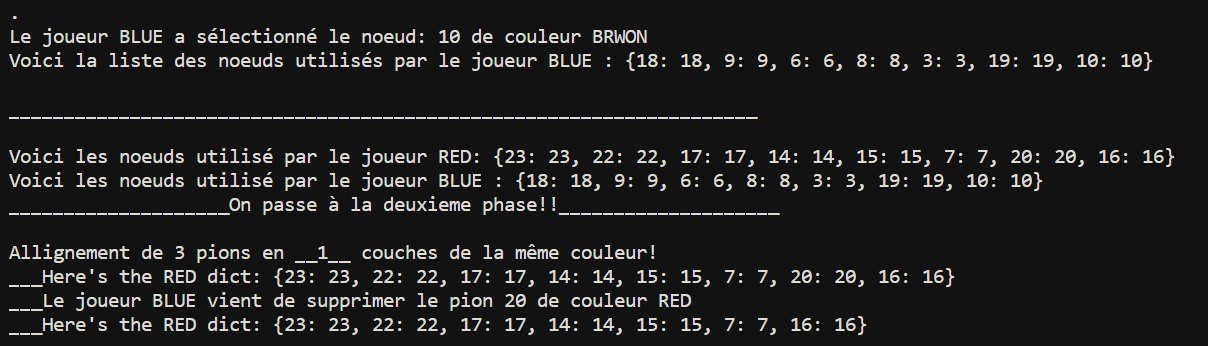 .
Le joueur BLUE a sélectionné le noeud: 10 de couleur BRWON
Voici la liste des noeuds utilisés par le joueur BLUE : {18: 18, 9: 9, 6: 6, 8: 8, 3: 3, 19: 19, 10: 10}
____________________________________________________________________
Voici les noeuds utilisé par le joueur RED: {23: 23, 22: 22, 17: 17, 14: 14, 15: 15, 7: 7, 20: 20, 16: 16}
Voici les noeuds utilisé par le joueur BLUE : {18: 18, 9: 9, 6: 6, 8: 8, 3: 3, 19: 19, 10: 10}
____________________On passe à la deuxieme phase!!____________________
Allignement de 3 pions en __1__ couches de la même couleur!
___Here's the RED dict: {23: 23, 22: 22, 17: 17, 14: 14, 15: 15, 7: 7, 20: 20, 16: 16}
___Le joueur BLUE vient de supprimer le pion 20 de couleur RED
___Here's the RED dict: {23: 23, 22: 22, 17: 17, 14: 14, 15: 15, 7: 7, 16: 16}